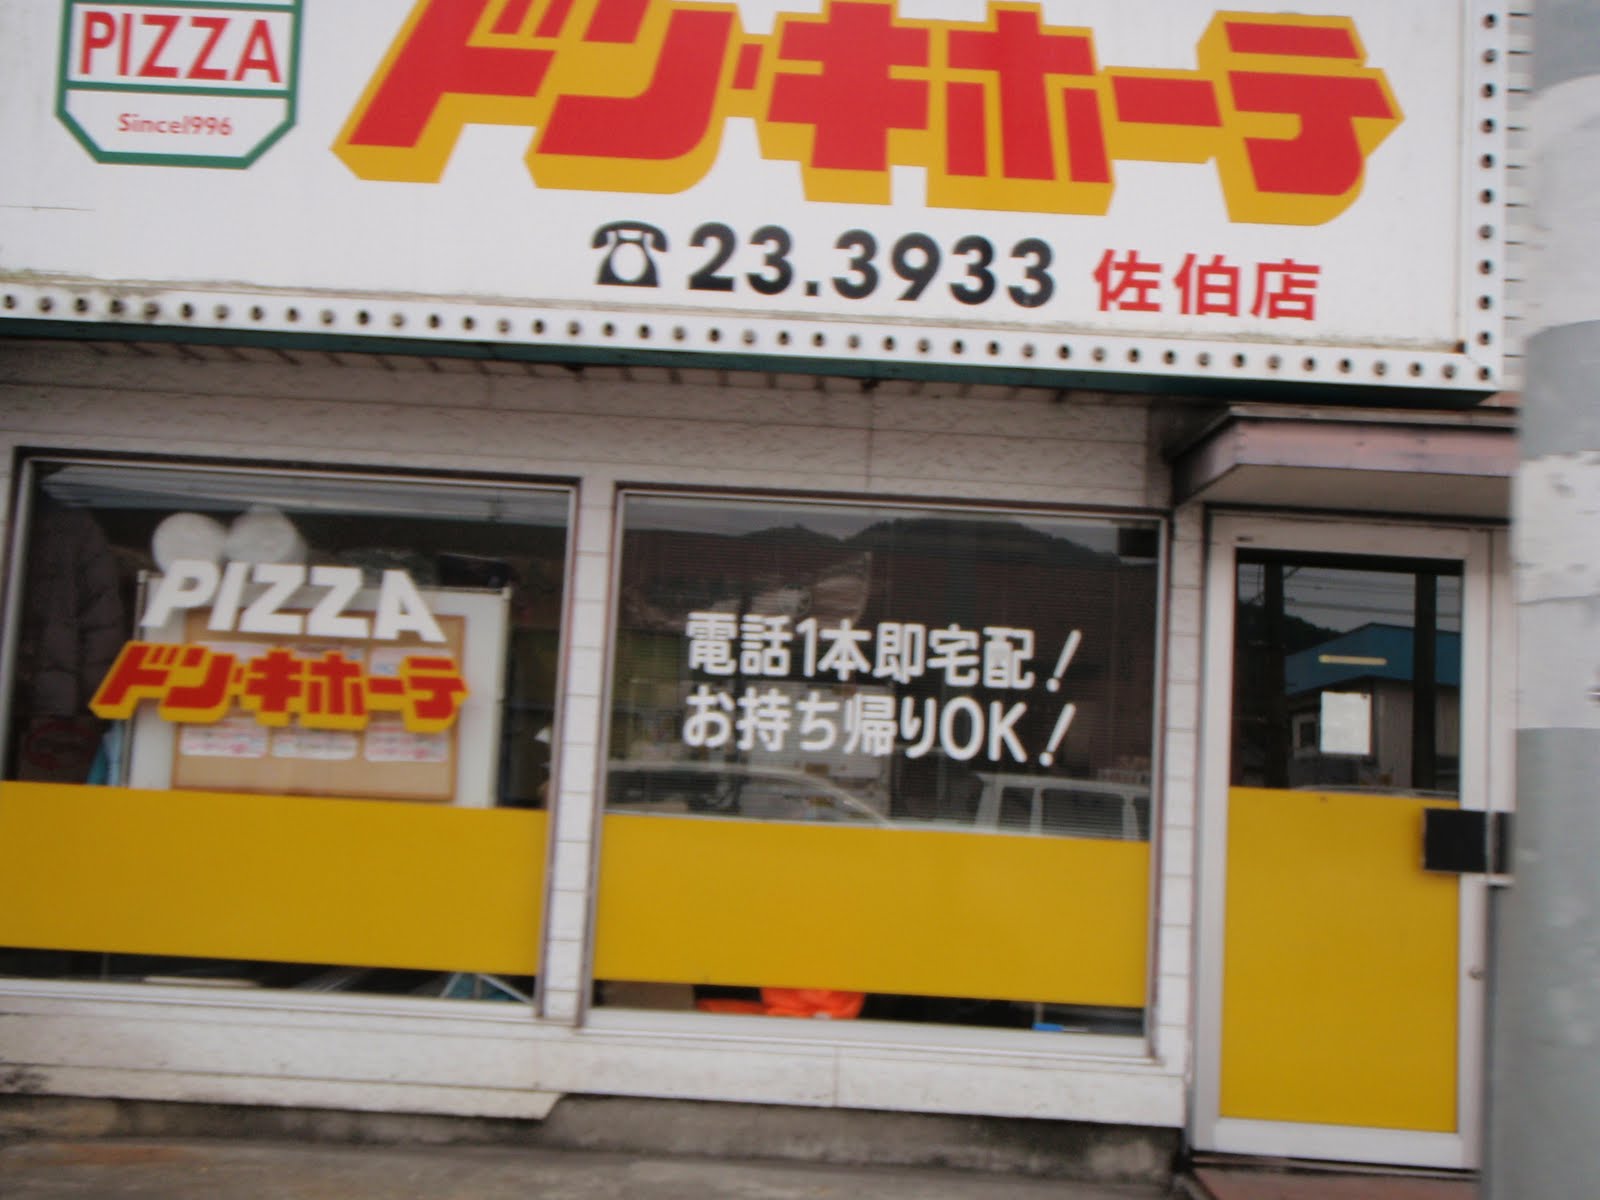 PIZZA
Since1996
ドン・キホーテ
☎23.3933 佐伯店
PIZZA
ドン・キホーテ
電話1本即宅配!
お持ち帰りOK!